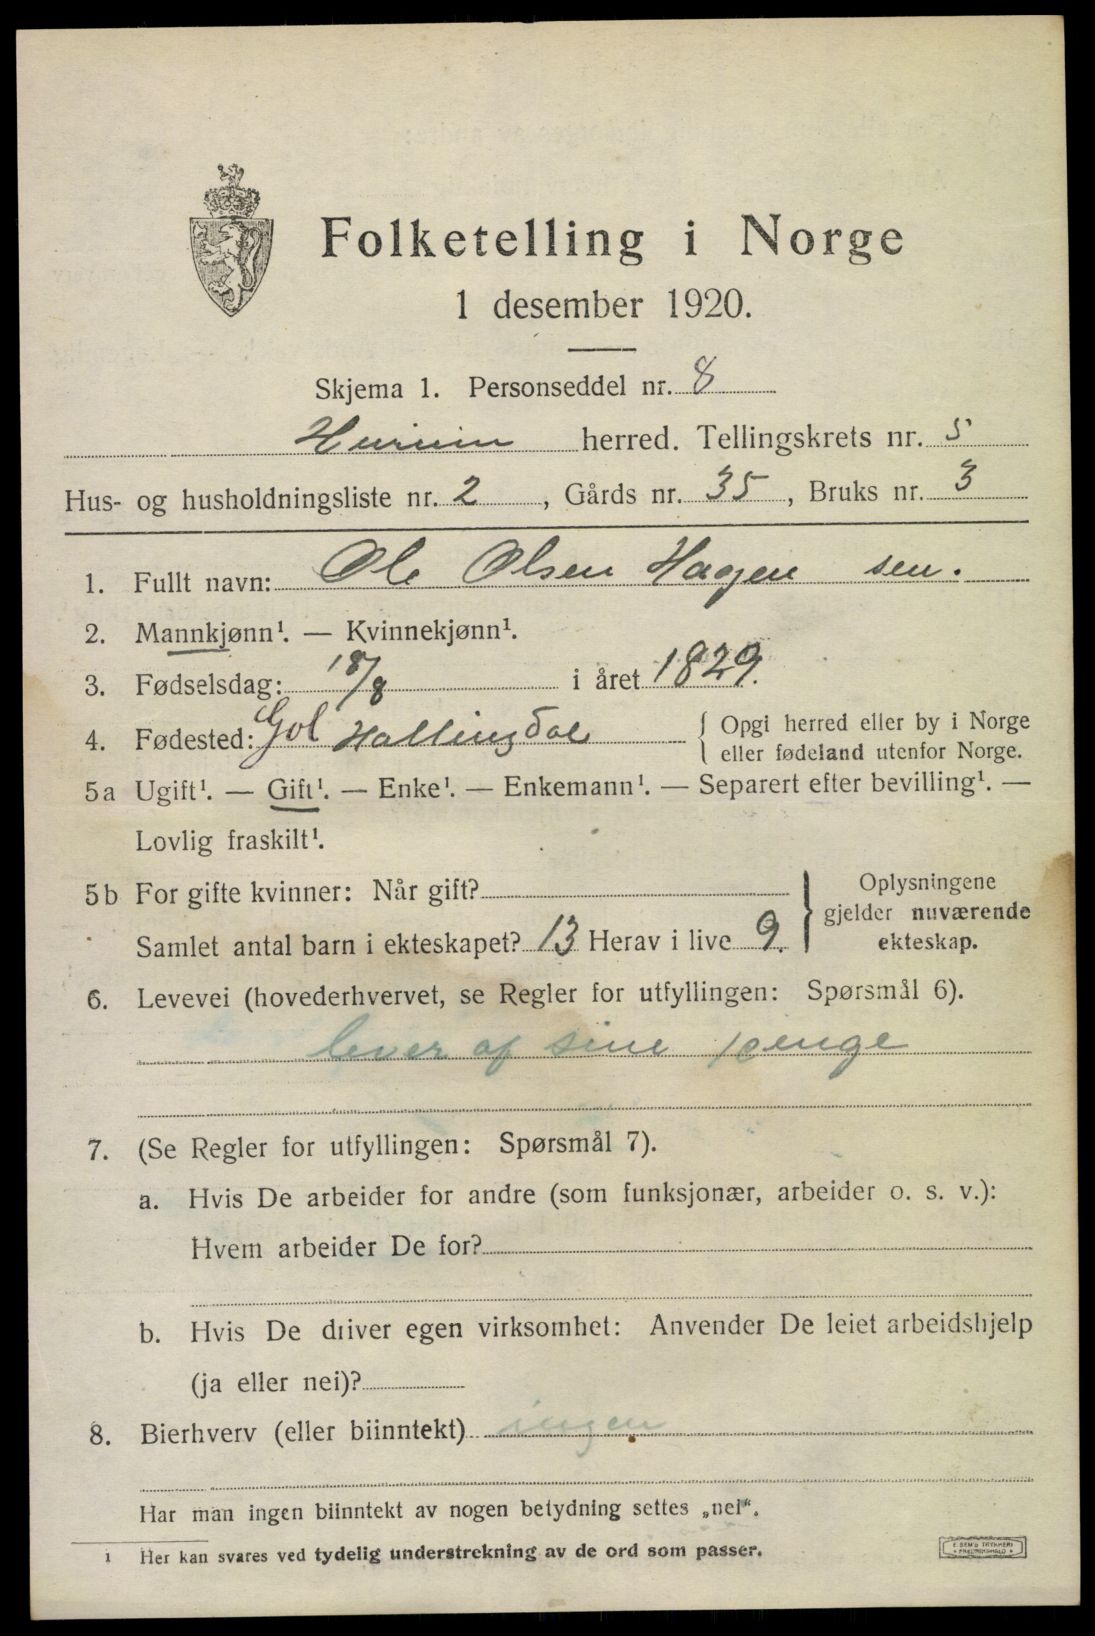 Folketelling i Norge
1 desember 1920.
Skjema 1. Personseddel nr. 8
Hurum herred. Tellingskrets nr. 5
Hus- og husholdningsliste nr. 2, Gårds nr. 35, Bruks nr. 3
1. Fullt navn: Ole Olsen Hagen sen.
2. Mannkjønn¹. — Kvinnekjønn¹.
3. Fødselsdag: 18/8 i året 1829.
4. Fødested: Gol Hallingdal { Opgi herred eller by i Norge
eller fødeland utenfor Norge.
5a Ugift¹. — Gift¹. — Enke¹. — Enkemann¹. — Separert efter bevilling¹. —
Lovlig fraskilt¹.
5b For gifte kvinner: Når gift?
Samlet antal barn i ekteskapet? 13 Herav i live 9.
} Oplysningene
gjelder nuværende
ekteskap.
6. Levevei (hovederhvervet, se Regler for utfyllingen: Spørsmål 6).
lever af sine penge
7. (Se Regler for utfyllingen: Spørsmål 7).
a. Hvis De arbeider for andre (som funksjonær, arbeider o. s. v.):
Hvem arbeider De for?
b. Hvis De driver egen virksomhet: Anvender De leiet arbeidshjelp
(ja eller nei)?
8. Bierhverv (eller biinntekt) ingen
Har man ingen biinntekt av nogen betydning settes „nei“.
¹ Her kan svares ved tydelig understrekning av de ord som passer.
E. SEM'S TRYKKERI
* FREDRIKSHALD *